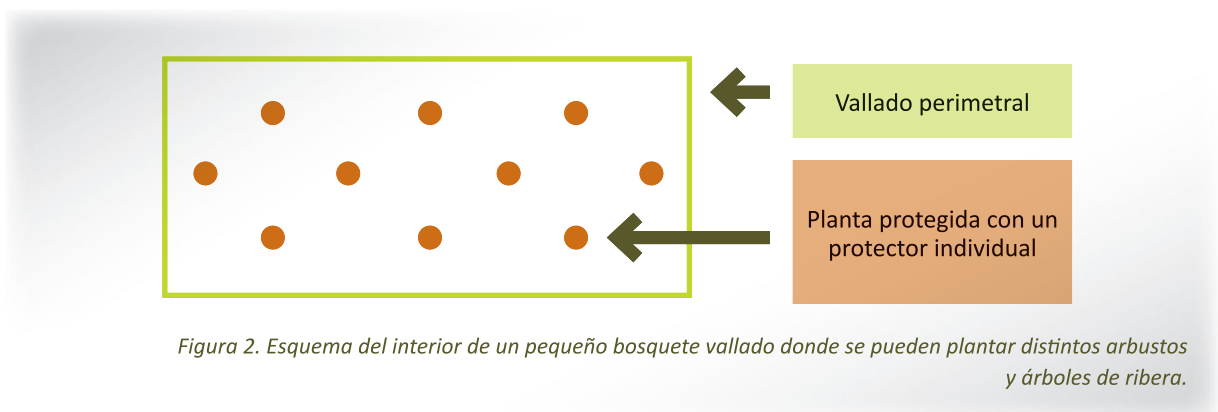 Vallado perimetral
Planta protegida con un
protector individual
Figura 2. Esquema del interior de un pequeño bosquete vallado donde se pueden plantar distintos arbustos
y árboles de ribera.